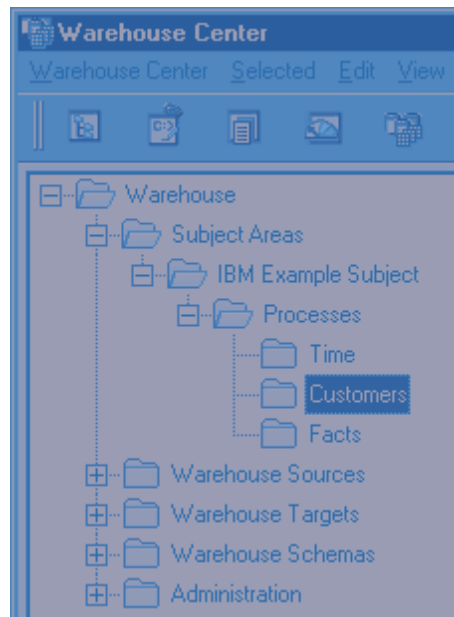 Warehouse Center
Warehouse Center Selected Edit View
Warehouse
Subject Areas
IBM Example Subject
Processes
Time
Customers
Facts
Warehouse Sources
Warehouse Targets
Warehouse Schemas
Administration